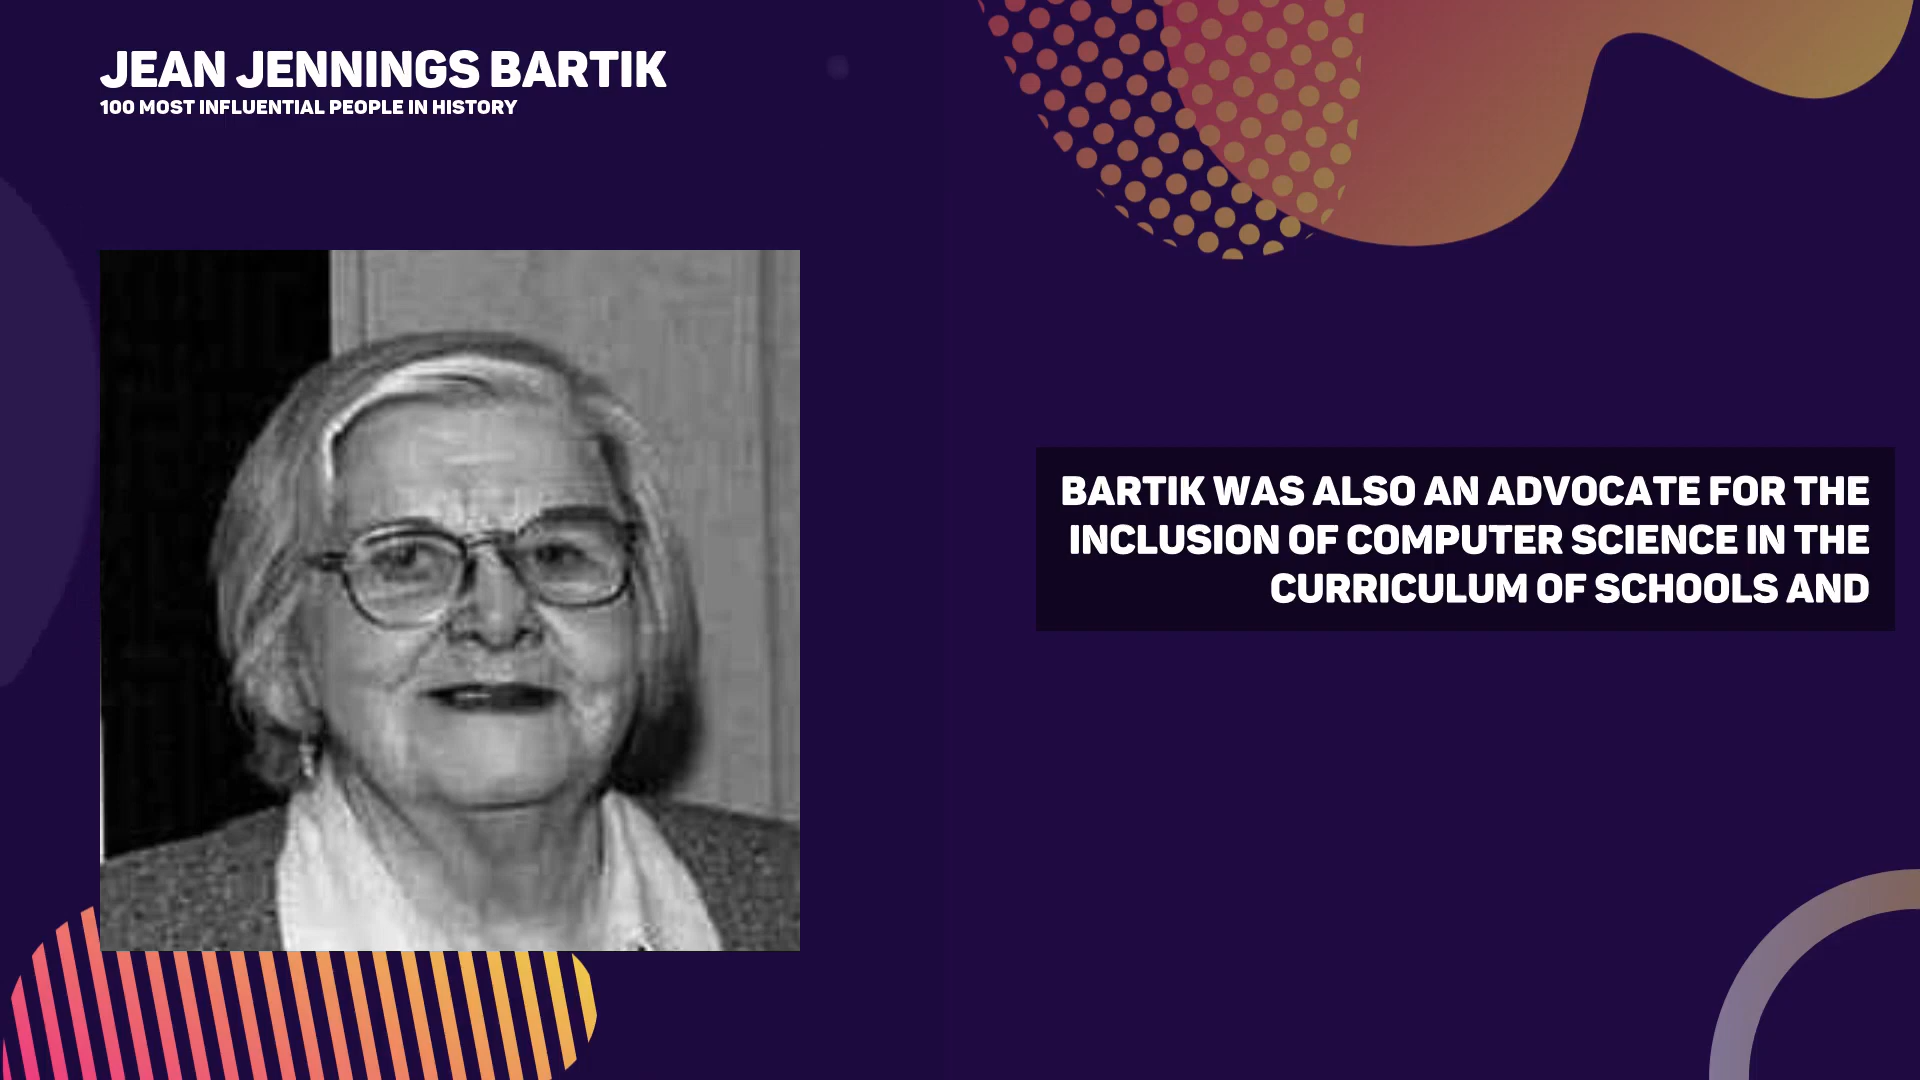 JEAN JENNINGS BARTIK
100 MOST INFLUENTIAL PEOPLE IN HISTORY
BARTIK WAS ALSO AN ADVOCATE FOR THE
INCLUSION OF COMPUTER SCIENCE IN THE
CURRICULUM OF SCHOOLS AND